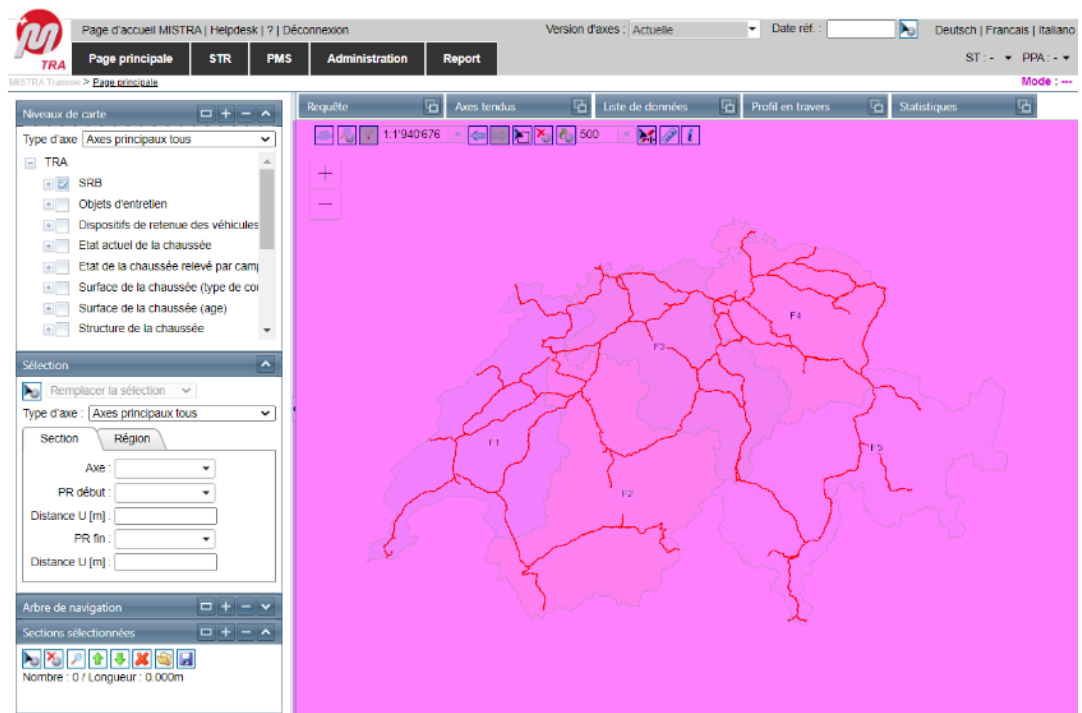 Page d'accueil MISTRA | Helpdesk | ? | Déconnexion
Version d'axes : Actuelle
Date réf. :
Deutsch | Francais | Italiano
TRA
Page principale STR PMS Administration Report
ST : - PPA : -
MISTRA Trassee > Page principale
Mode : ---
Niveaux de carte
Type d'axe Axes principaux tous
TRA
SRB
Objets d'entretien
Dispositifs de retenue des véhicules
Etat actuel de la chaussée
Etat de la chaussée relevé par cam
Surface de la chaussée (type de co
Surface de la chaussée (age)
Structure de la chaussée
Sélection
Remplacer la sélection
Type d'axe : Axes principaux tous
Section Région
Axe :
PR début :
Distance U [m] :
PR fin :
Distance U [m] :
Arbre de navigation
Sections sélectionnées
Nombre : 0 / Longueur : 0.000m
Requête Axes tendus Liste de données Profil en travers Statistiques
1:1'940'676
500
F4
F3
F1
F5
F2